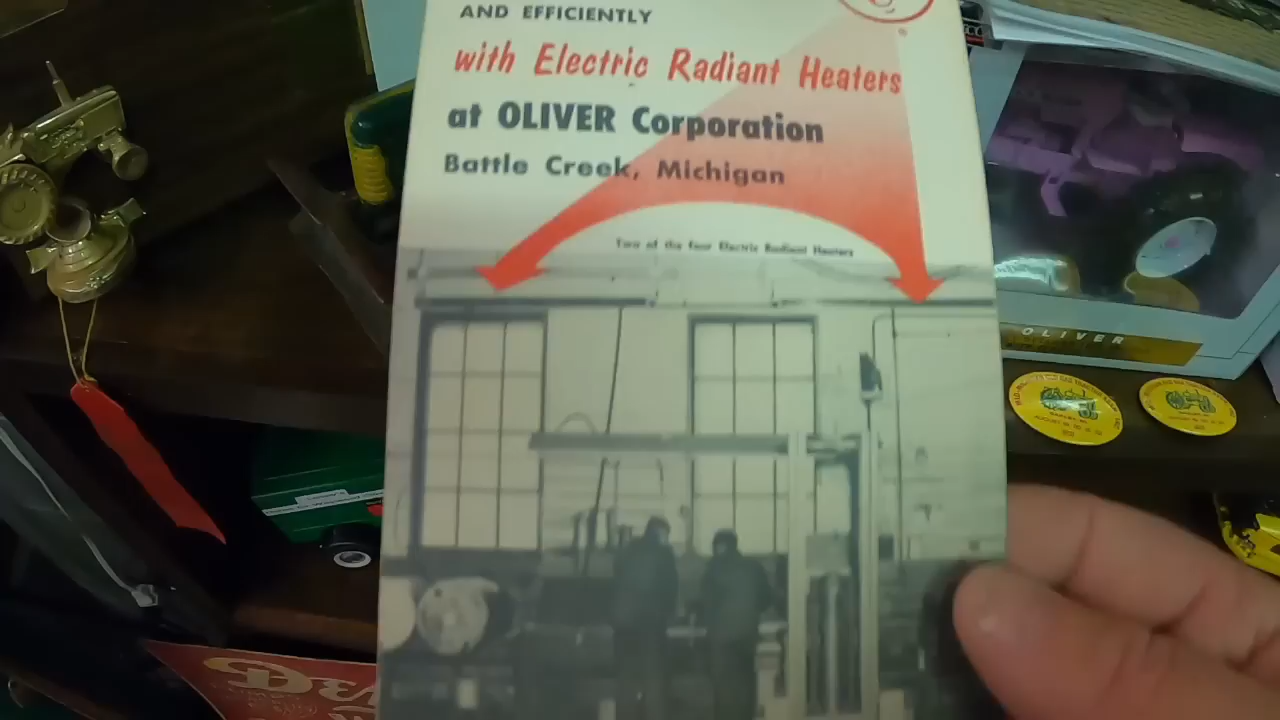 AND EFFICIENTLY
with Electric Radiant Heaters
at OLIVER Corporation
Battle Creek, Michigan
Two of the four Electric Radiant Heaters
OLIVER